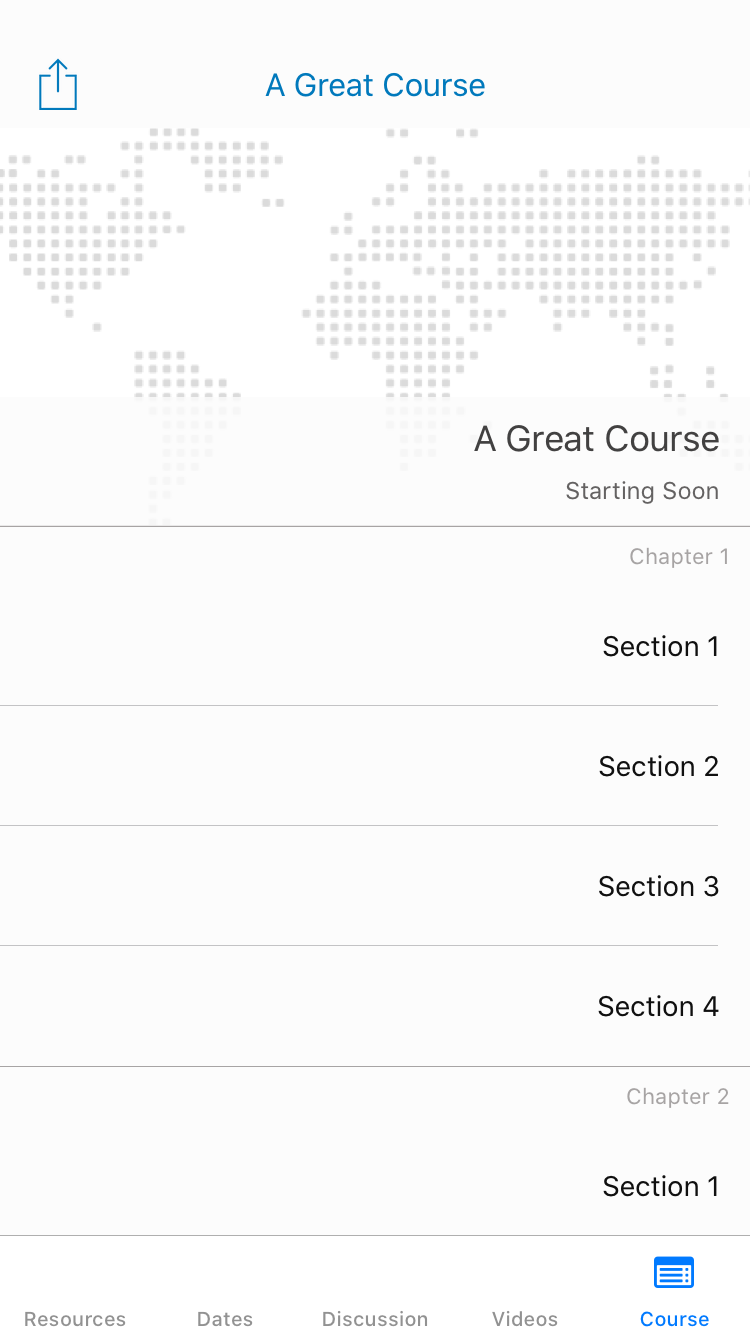 A Great Course
A Great Course
Starting Soon
Chapter 1
Section 1
Section 2
Section 3
Section 4
Chapter 2
Section 1
Resources Dates Discussion Videos Course